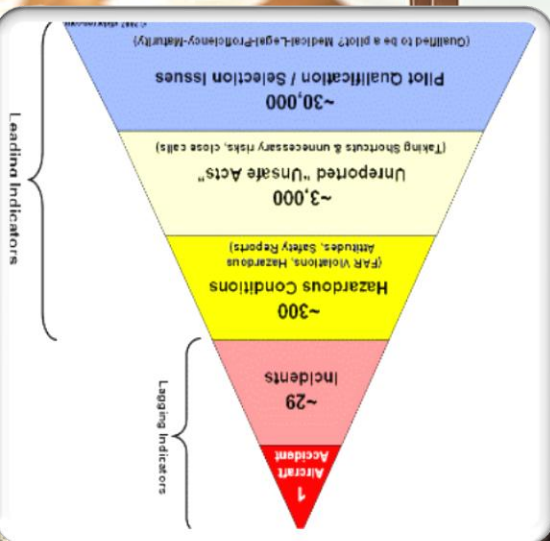 1
Aircraft
Accident
~29
Incidents
~300
Hazardous Conditions
(FAR Violations, Hazardous
Attitudes, Safety Reports)
~3,000
Unreported "Unsafe Acts"
(Taking Shortcuts & unnecessary risks, close calls)
~30,000
Pilot Qualification / Selection Issues
(Qualified to be a pilot? Medical-Legal-Proficiency-Maturity)
Lagging Indicators
Leading Indicators